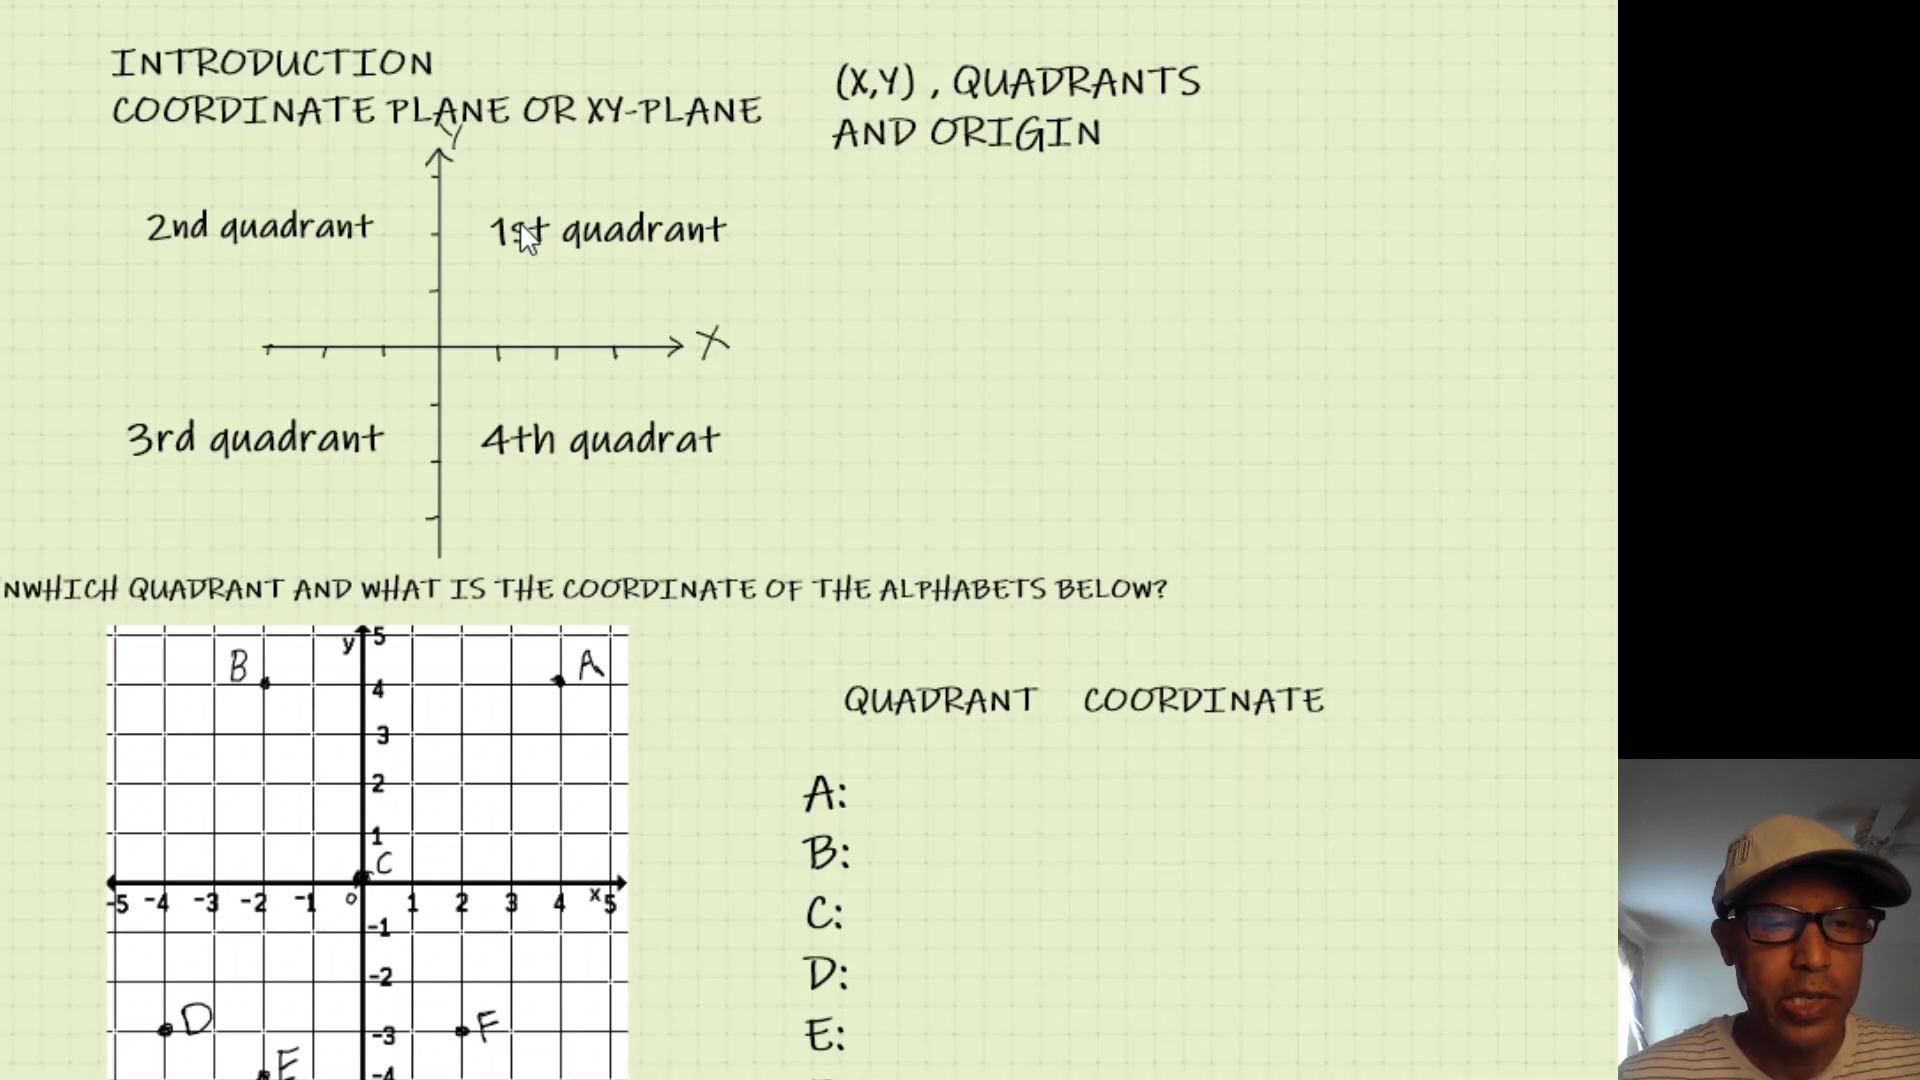 INTRODUCTION
COORDINATE PLANE OR XY-PLANE
(X,Y) , QUADRANTS
AND ORIGIN
Y
2nd quadrant
1st quadrant
X
3rd quadrant
4th quadrat
NWHICH QUADRANT AND WHAT IS THE COORDINATE OF THE ALPHABETS BELOW?
y 5
B
A
4
3
2
1
C
-5 -4 -3 -2 -1 0 1 2 3 4 x 5
-1
-2
D
F
-3
E
-4
QUADRANT COORDINATE
A:
B:
C:
D:
E: